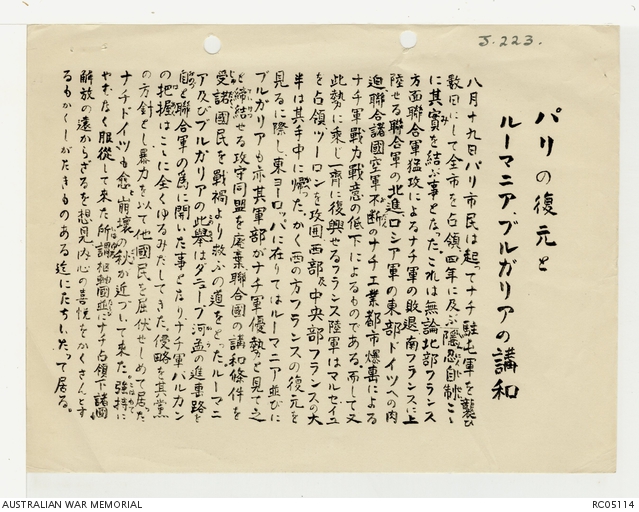 J.223.
パリの復元と
ルーマニア、ブルガリアの講和
八月十九日パリ市民は起ってナチ駐屯軍を襲ひ
数日にして全市を占領、四年に及ぶ隠忍自制こゝ
に其實を結ぶ事となった。これは無論北部フランス
方面聯合軍猛攻によるナチ軍の敗退南フランスに上
陸せる聯合軍の北進ロシア軍の東部ドイツへの肉
迫聯合諸國空軍不断のナチ工業都市爆撃による
ナチ軍戦力戦意の低下によるものである。而して又
此勢に乗じ一齊に復興せるフランス陸軍はマルセイユ
を占領ツーロンを攻囲西部及中央部フランスの大
半は其手中に帰った。かく西の方フランスの復元を
見るに際し東ヨーロッパに在りてはルーマニア並びに
ブルガリアも亦其軍部がナチ軍優勢と見て之
と締結せる攻守同盟を廃棄聯合國の講和條件を
受諾國民を戦禍より救ふの道をとった。ルーマニ
ア及びブルガリアの此挙はダニューブ河盂の進軍路を
自と聯合軍の為に開いた事となりナチ軍バルカン
の把握はこゝに全くゆるみだしてきた。侵略を其業
の方針とし暴力を以て他國民を屈伏せしめて居った
ナチドイツも愈々崩壊の秋が近づいて来た。強持に
やむなく服従して来た所謂枢軸國並にナチ占領下諸國
解放の遠からざるを想見内心の喜悦をかくさんとす
るもかくしがたきものある迄にたちいたって居る。
AUSTRALIAN WAR MEMORIAL
RC05114